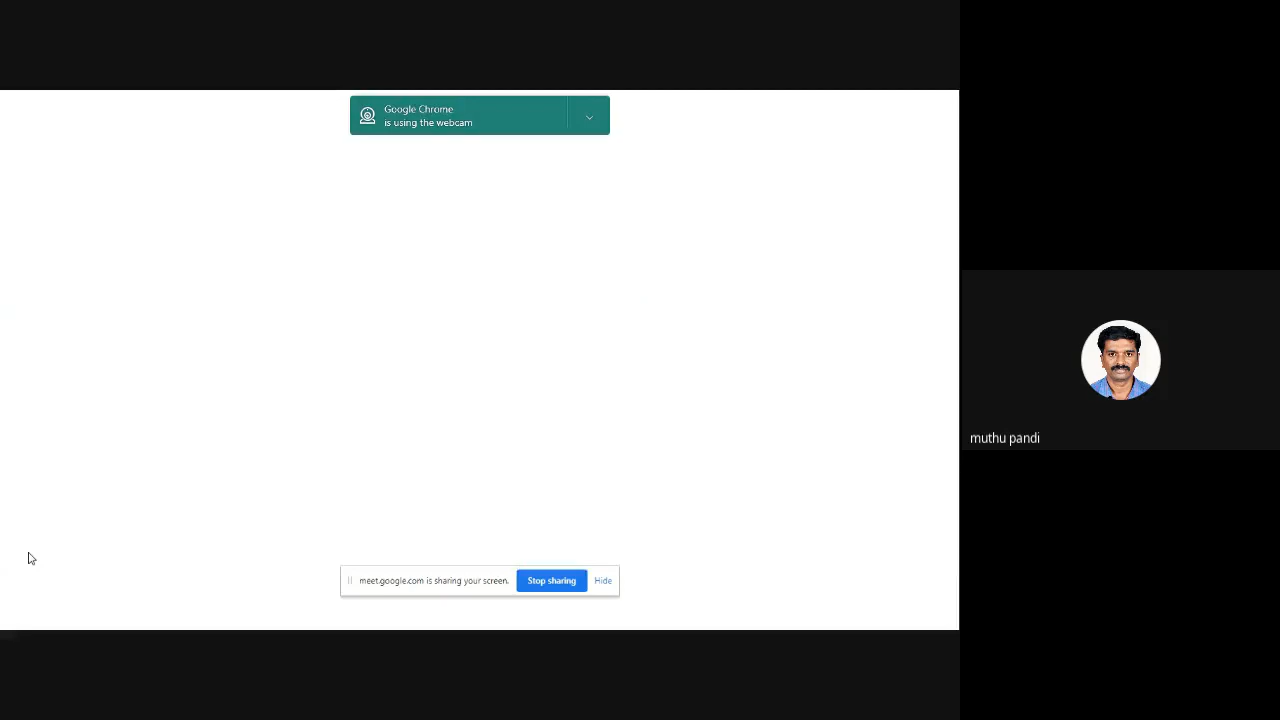 Google Chrome
is using the webcam
muthu pandi
meet.google.com is sharing your screen. Stop sharing Hide